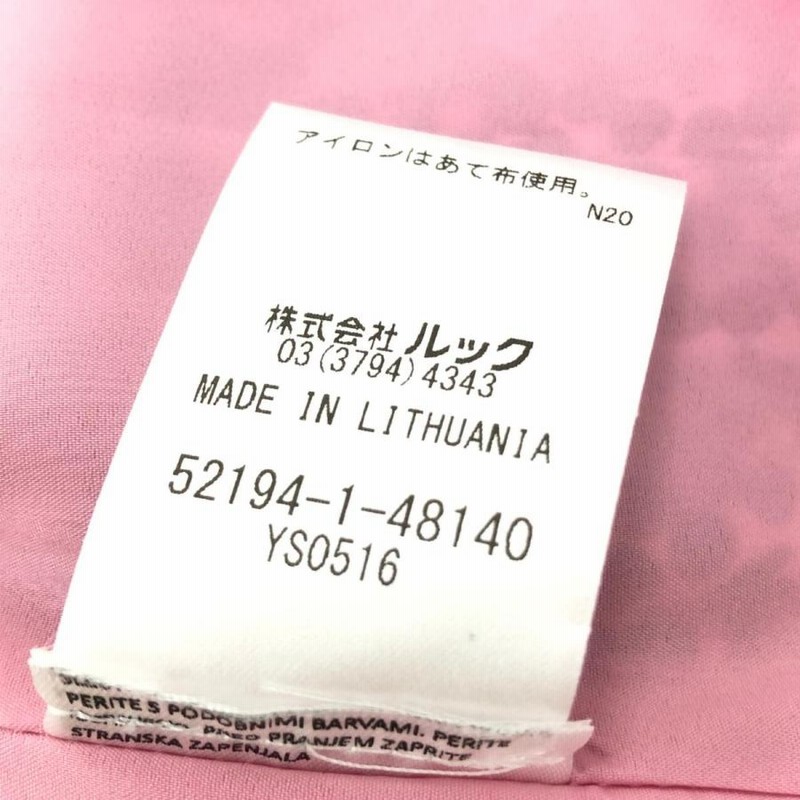 アイロンはあて布使用。
N20
株式会社ルック
03(3794)4343
MADE IN LITHUANIA
52194-1-48140
YS0516
PERITE S PODOBNIMI BARVAMI. PERITE
PRED PRANJEM ZAPRITE
STRANSKA ZAPENJALA